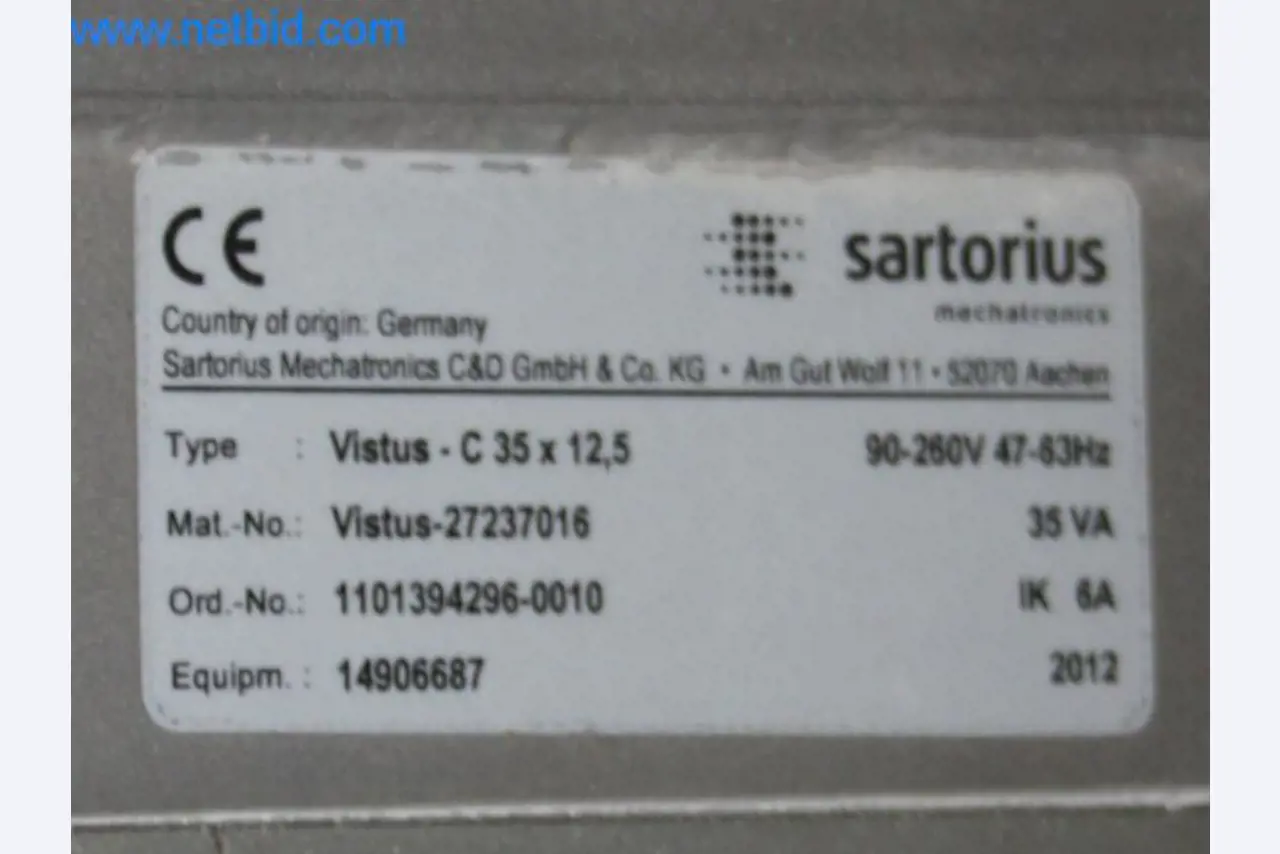 www.netbid.com
CE
sartorius
mechatronics
Country of origin: Germany
Sartorius Mechatronics C&D GmbH & Co. KG • Am Gut Wolf 11 • 52070 Aachen
Type : Vistus - C 35 x 12,5 90-260V 47-63Hz
Mat.-No.: Vistus-27237016 35 VA
Ord.-No.: 1101394296-0010 IK 6A
Equipm. : 14906687 2012